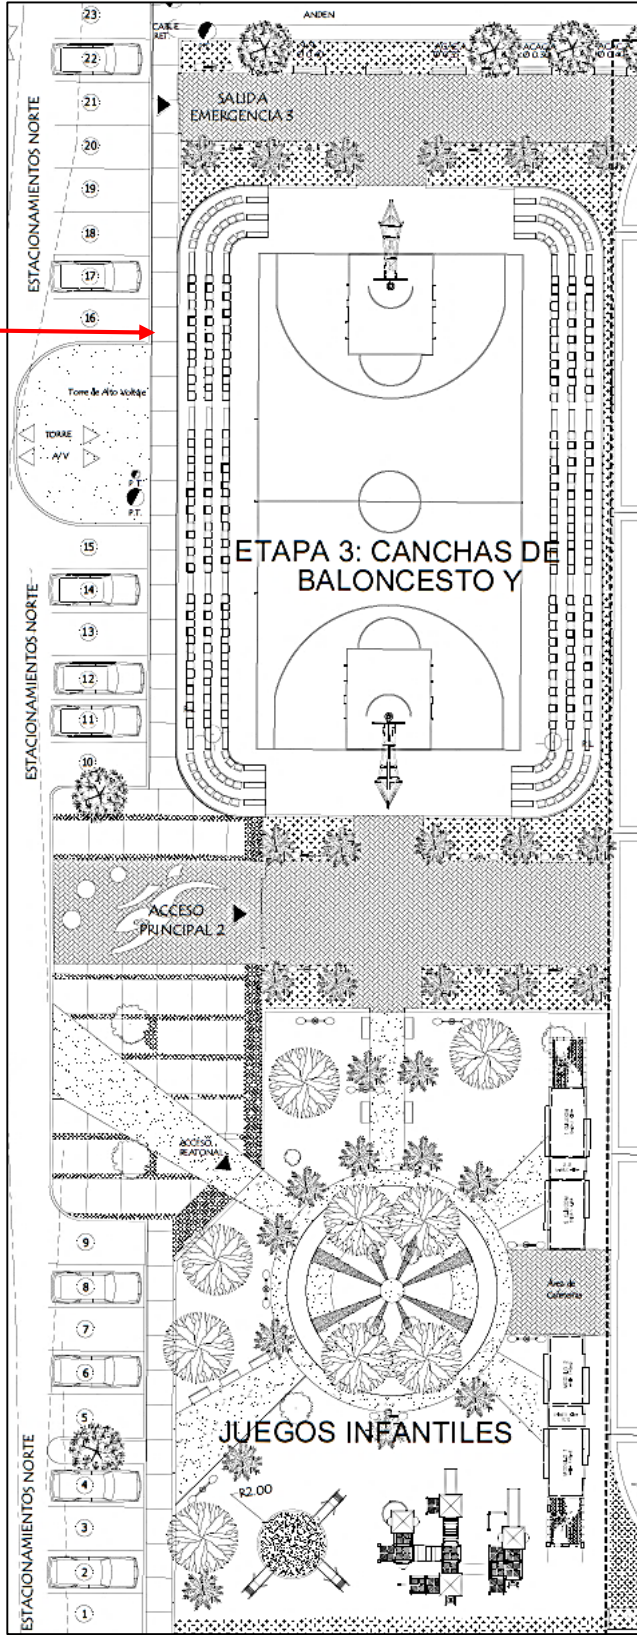 23
ANDEN
22
21
SALIDA
EMERGENCIA 3
20
19
18
17
16
ESTACIONAMIENTOS NORTE
Torre de Alto Voltaje
TORRE
A/V
P.T.
P.T.
15
ETAPA 3: CANCHAS DE
BALONCESTO Y
14
13
12
11
10
ESTACIONAMIENTOS NORTE
ACCESO
PRINCIPAL 2
ACCESO
PEATONAL
9
8
Área de
Cafetería
7
6
5
JUEGOS INFANTILES
4
R2.00
3
2
1
ESTACIONAMIENTOS NORTE